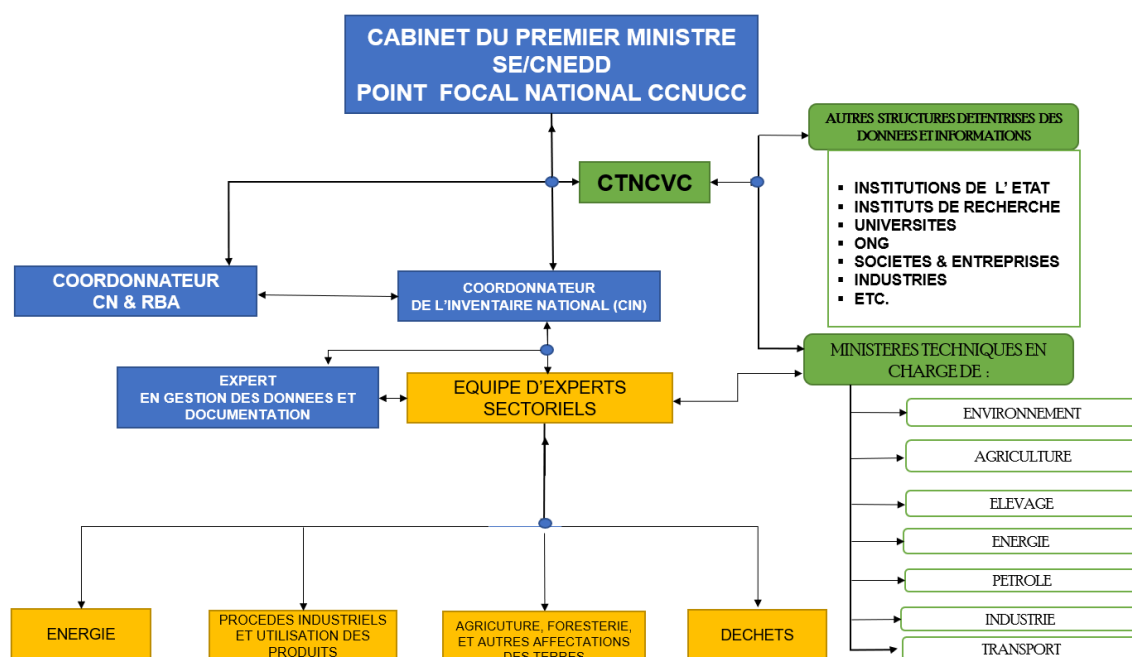 CABINET DU PREMIER MINISTRE
SE/CNEDD
POINT FOCAL NATIONAL CCNUCC
CTNCVC
AUTRES STRUCTURES DETENTRISES DES
DONNEES ET INFORMATIONS
▪ INSTITUTIONS DE L’ ETAT
▪ INSTITUTS DE RECHERCHE
▪ UNIVERSITES
▪ ONG
▪ SOCIETES & ENTREPRISES
▪ INDUSTRIES
▪ ETC.
COORDONNATEUR
CN & RBA
COORDONNATEUR
DE L’INVENTAIRE NATIONAL (CIN)
MINISTERES TECHNIQUES EN
CHARGE DE :
EXPERT
EN GESTION DES DONNEES ET
DOCUMENTATION
EQUIPE D’EXPERTS
SECTORIELS
ENVIRONNEMENT
AGRICULTURE
ELEVAGE
ENERGIE
PETROLE
INDUSTRIE
TRANSPORT
ENERGIE
PROCEDES INDUSTRIELS
ET UTILISATION DES
PRODUITS
AGRICUTURE, FORESTERIE,
ET AUTRES AFFECTATIONS
DES TERRES
DECHETS